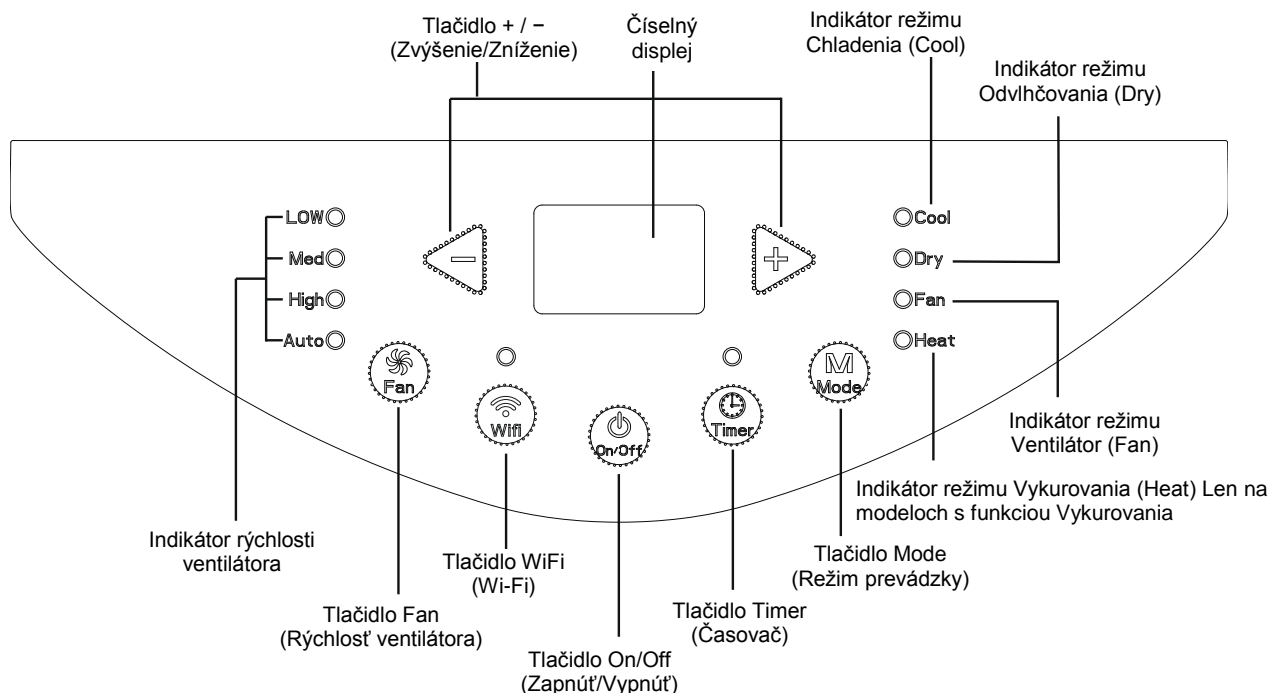 Tlačidlo + / −
(Zvýšenie/Zníženie)
Číselný
displej
Indikátor režimu
Chladenia (Cool)
Indikátor režimu
Odvlhčovania (Dry)
LOW
Med
High
Auto
Cool
Dry
Fan
Heat
Fan
Wifi
On/Off
Timer
M
Mode
Indikátor režimu
Ventilátor (Fan)
Indikátor režimu Vykurovania (Heat) Len na
modeloch s funkciou Vykurovania
Indikátor rýchlosti
ventilátora
Tlačidlo WiFi
(Wi-Fi)
Tlačidlo Mode
(Režim prevádzky)
Tlačidlo Fan
(Rýchlosť ventilátora)
Tlačidlo Timer
(Časovač)
Tlačidlo On/Off
(Zapnúť/Vypnúť)